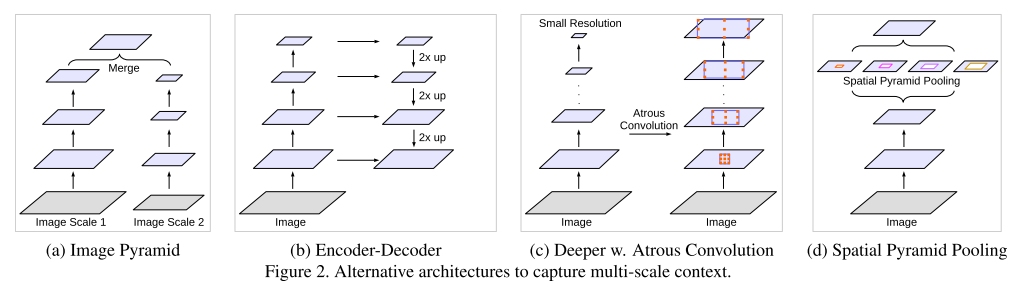 Merge
Image Scale 1
Image Scale 2
(a) Image Pyramid
2x up
2x up
2x up
Image
(b) Encoder-Decoder
Small Resolution
Atrous
Convolution
Image
Image
(c) Deeper w. Atrous Convolution
Spatial Pyramid Pooling
Image
(d) Spatial Pyramid Pooling
Figure 2. Alternative architectures to capture multi-scale context.